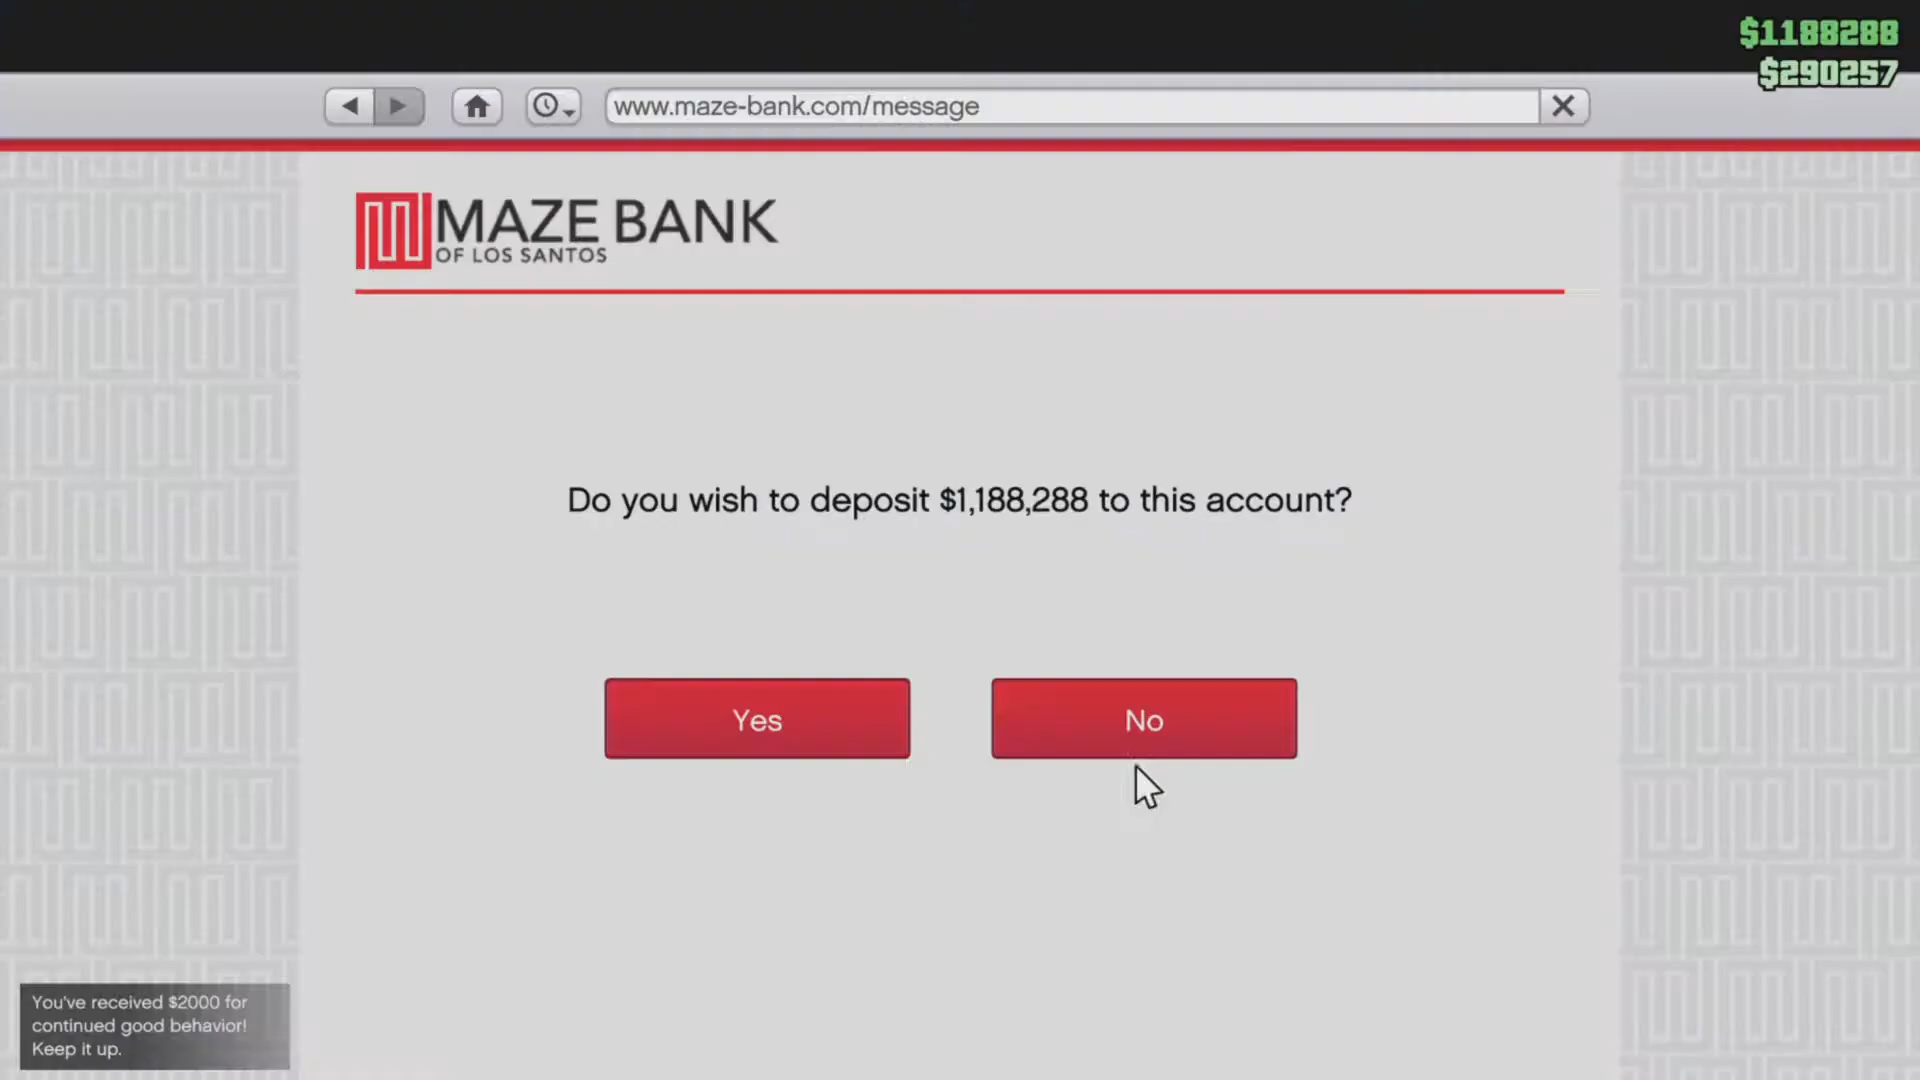 $1188288
$290257
www.maze-bank.com/message
MAZE BANK
OF LOS SANTOS
Do you wish to deposit $1,188,288 to this account?
Yes
No
You've received $2000 for
continued good behavior!
Keep it up.